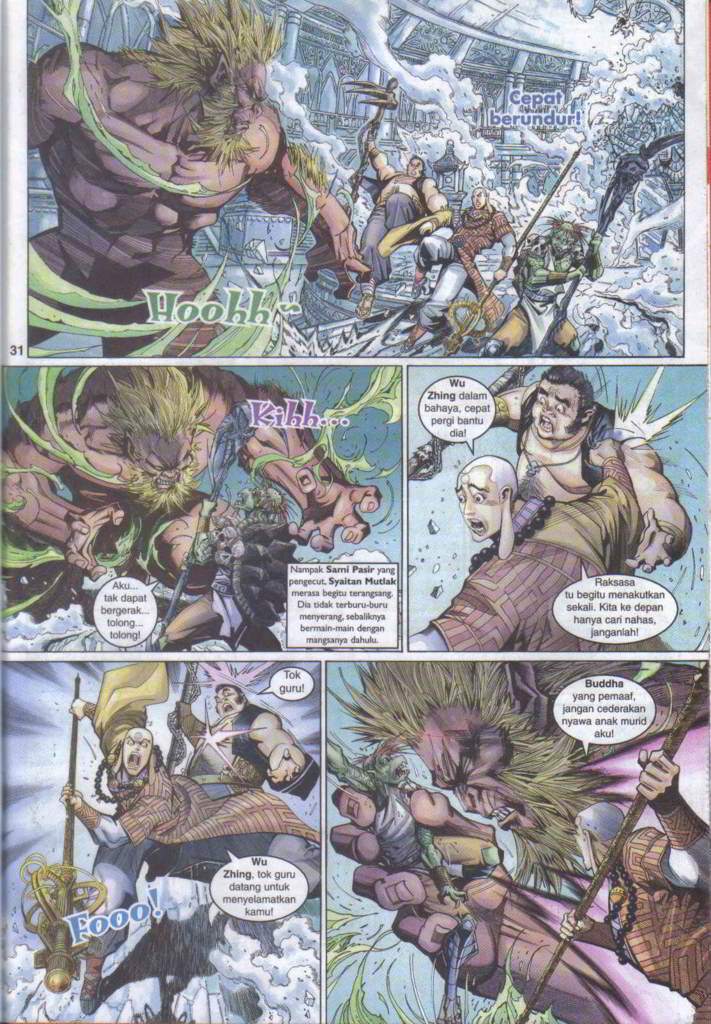 Cepat
berundur!
Hoohh~
31
Kihh...
Aku...
tak dapat
bergerak...
tolong...
tolong!
Nampak Sami Pasir yang
pengecut, Syaitan Mutlak
merasa begitu terangsang.
Dia tidak terburu-buru
menyerang, sebaliknya
bermain-main dengan
mangsanya dahulu.
Wu
Zhing dalam
bahaya, cepat
pergi bantu
dia!
Raksasa
tu begitu menakutkan
sekali. Kita ke depan
hanya cari nahas,
janganlah!
Tok
guru!
Wu
Zhing, tok guru
datang untuk
menyelamatkan
kamu!
Fooo!
Buddha
yang pemaaf,
jangan cederakan
nyawa anak murid
aku!